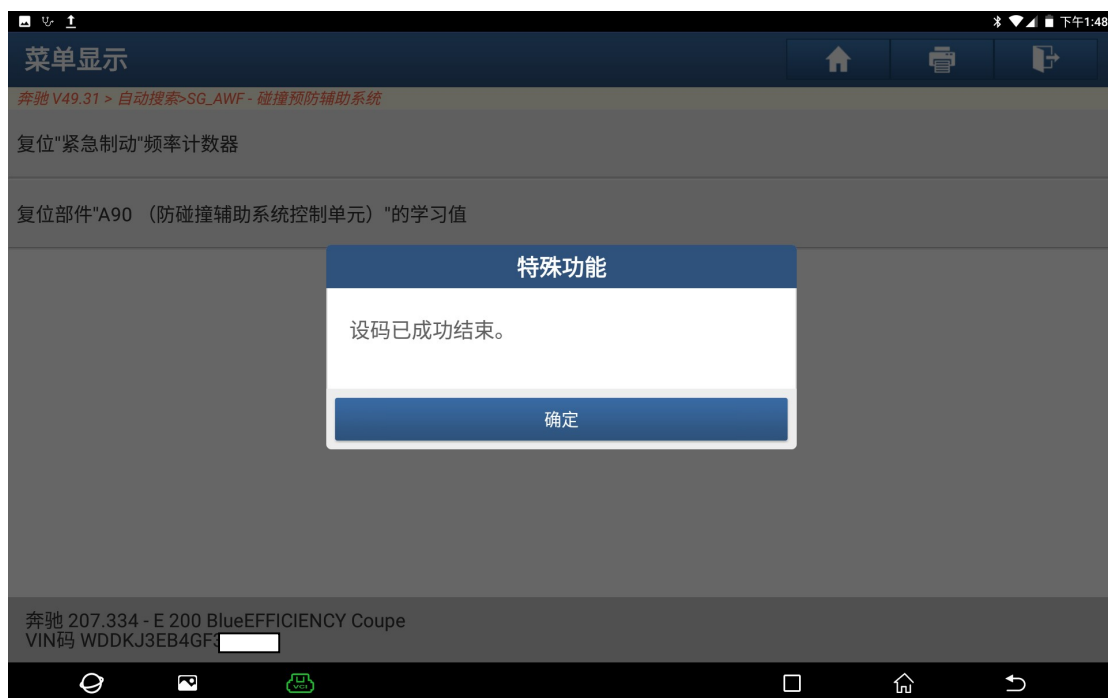 下午1:48
菜单显示
奔驰 V49.31 > 自动搜索>SG_AWF - 碰撞预防辅助系统
复位"紧急制动"频率计数器
复位部件"A90 （防碰撞辅助系统控制单元）"的学习值
特殊功能
设码已成功结束。
确定
奔驰 207.334 - E 200 BlueEFFICIENCY Coupe
VIN码 WDDKJ3EB4GF3
VCI